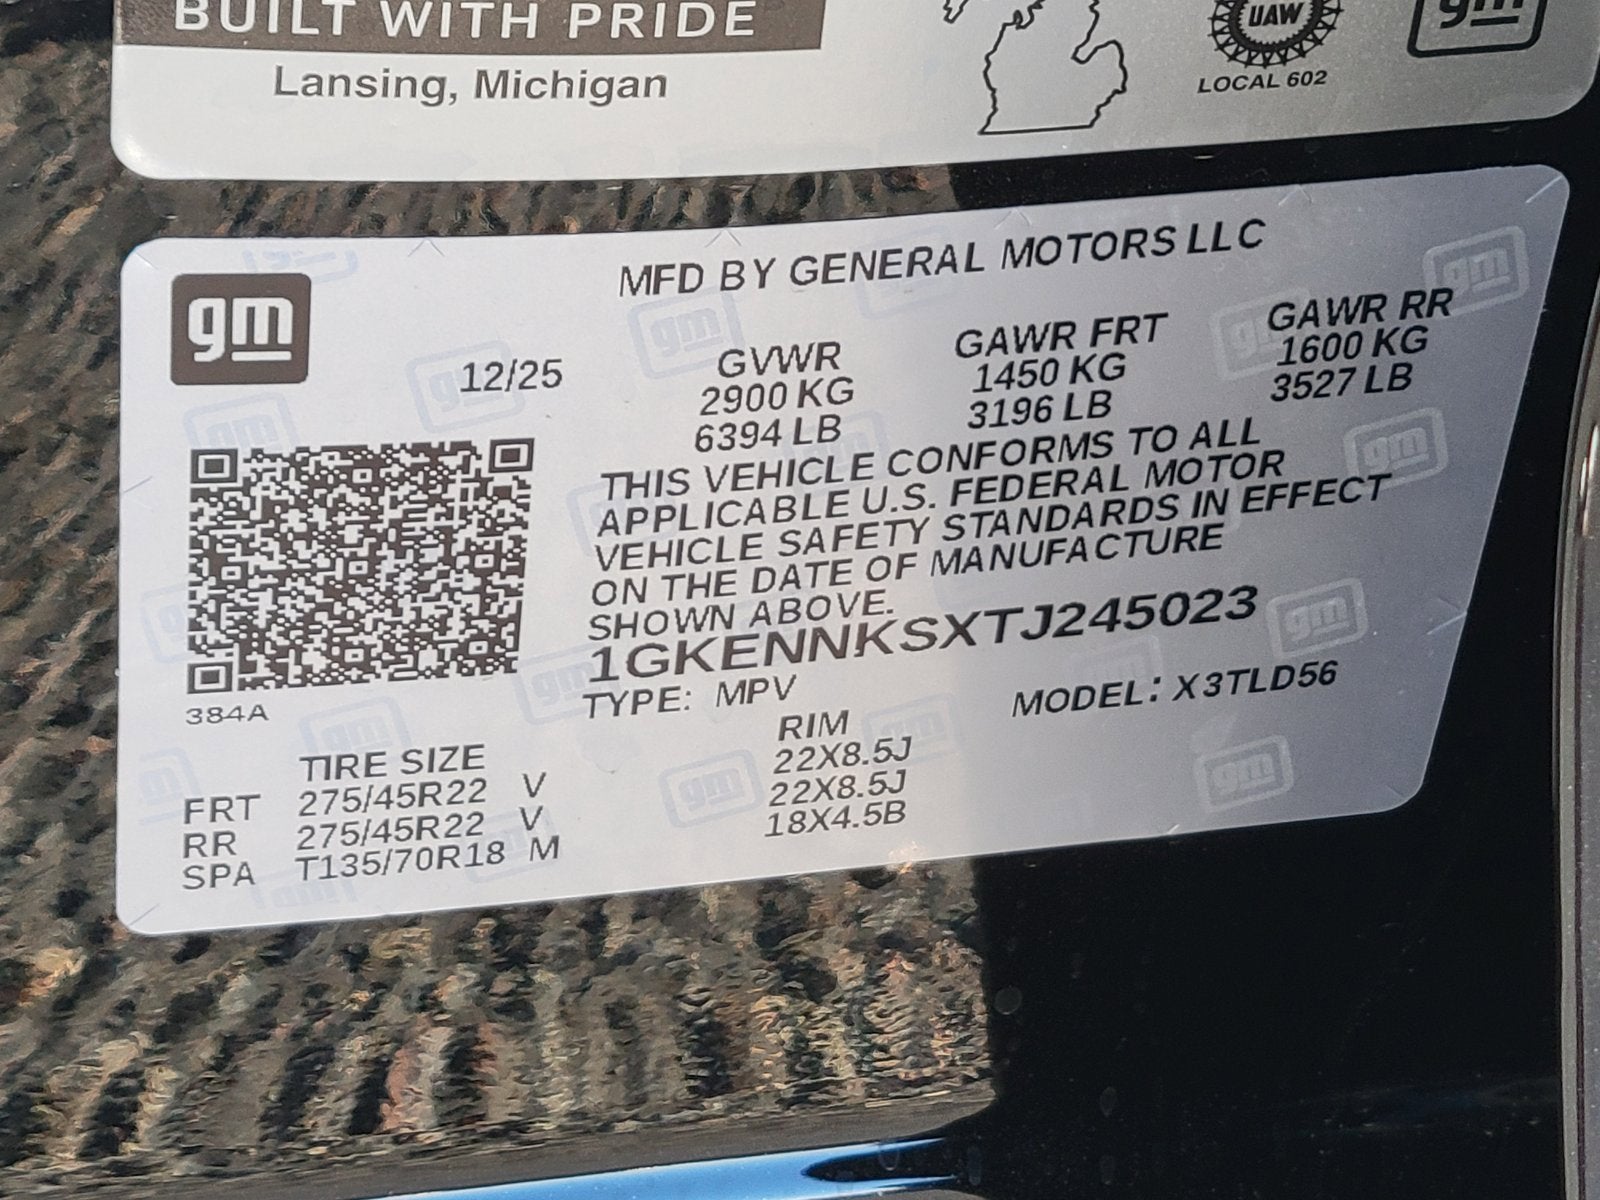 BUILT WITH PRIDE
Lansing, Michigan
UAW
LOCAL 602
gm
gm
MFD BY GENERAL MOTORS LLC
12/25
GVWR GAWR FRT GAWR RR
2900 KG 1450 KG 1600 KG
6394 LB 3196 LB 3527 LB
THIS VEHICLE CONFORMS TO ALL
APPLICABLE U.S. FEDERAL MOTOR
VEHICLE SAFETY STANDARDS IN EFFECT
ON THE DATE OF MANUFACTURE
SHOWN ABOVE.
1GKENNKSXTJ245023
TYPE: MPV MODEL: X3TLD56
384A
TIRE SIZE RIM
FRT 275/45R22 V 22X8.5J
RR 275/45R22 V 22X8.5J
SPA T135/70R18 M 18X4.5B